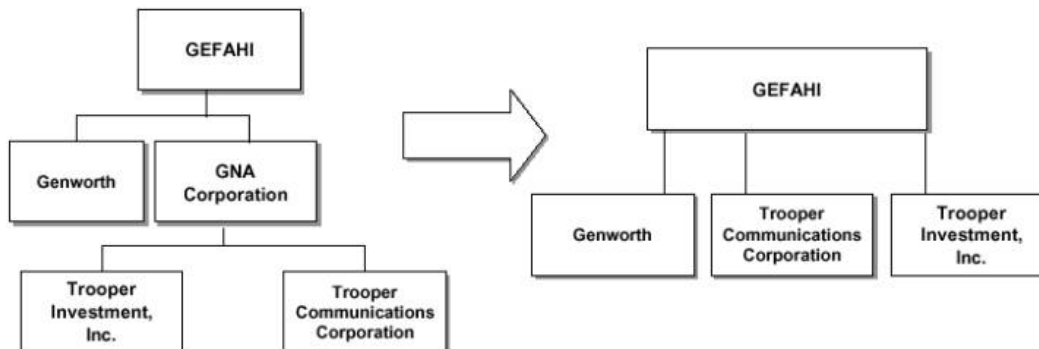 GEFAHI
Genworth
GNA
Corporation
Trooper
Investment,
Inc.
Trooper
Communications
Corporation
GEFAHI
Genworth
Trooper
Communications
Corporation
Trooper
Investment,
Inc.